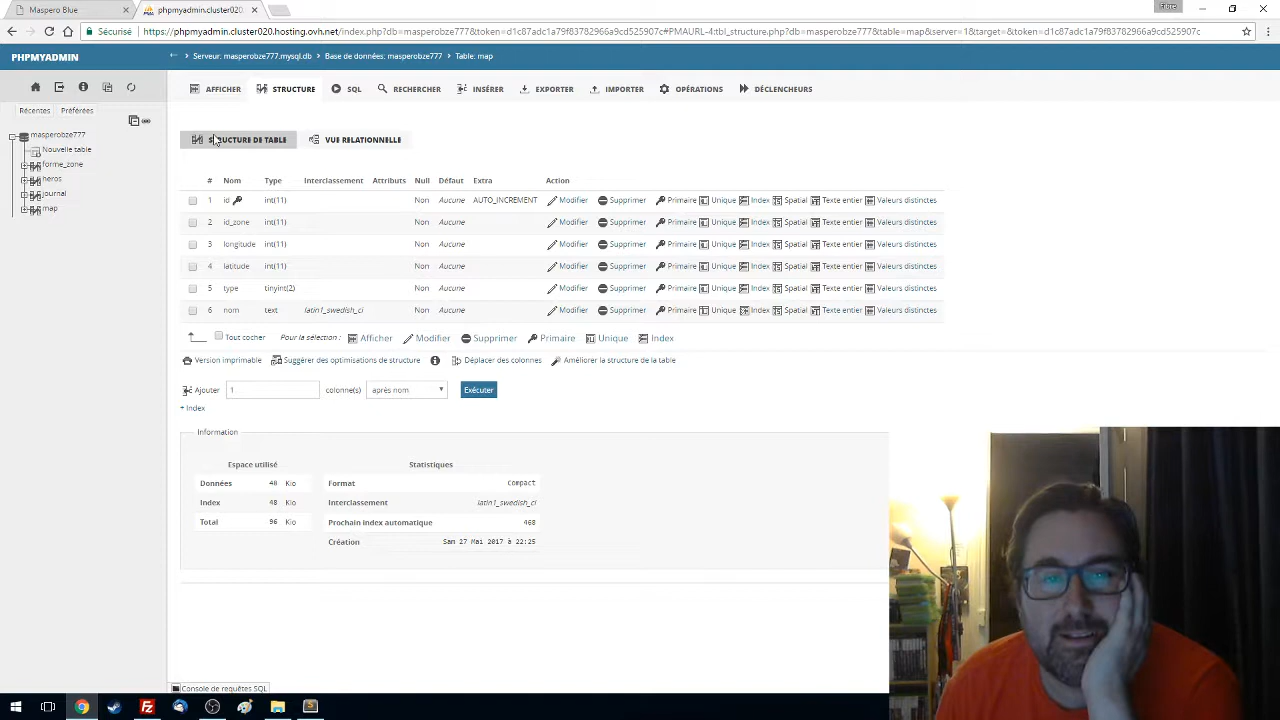 Maspero Blue
phpmyadmin.cluster020.
Sécurisé https://phpmyadmin.cluster020.hosting.ovh.net/index.php?db=masperobze777&token=d1c87ac21a79f83782966a9cd525907c#PMAURL-4:tbl_structure.php?db=masperobze777&table=map&server=1&target=&token=d1c87ac21a79f83782966a9cd525907c
PHPMYADMIN
Serveur: masperobze777.mysql.db » Base de données: masperobze777 » Table: map
AFFICHER STRUCTURE SQL RECHERCHER INSÉRER EXPORTER IMPORTER OPÉRATIONS DÉCLENCHEURS
Récentes Préférées
masperobze777
Nouvelle table
forme_zone
heros
journal
map
STRUCTURE DE TABLE VUE RELATIONNELLE
# Nom Type Interclassement Attributs Null Défaut Extra Action
1 id int(11) Non Aucune AUTO_INCREMENT Modifier Supprimer Primaire Unique Index Spatial Texte entier Valeurs distinctes
2 id_zone int(11) Non Aucune Modifier Supprimer Primaire Unique Index Spatial Texte entier Valeurs distinctes
3 longitude int(11) Non Aucune Modifier Supprimer Primaire Unique Index Spatial Texte entier Valeurs distinctes
4 latitude int(11) Non Aucune Modifier Supprimer Primaire Unique Index Spatial Texte entier Valeurs distinctes
5 type tinyint(2) Non Aucune Modifier Supprimer Primaire Unique Index Spatial Texte entier Valeurs distinctes
6 nom text latin1_swedish_ci Non Aucune Modifier Supprimer Primaire Unique Index Spatial Texte entier Valeurs distinctes
Tout cocher Pour la sélection : Afficher Modifier Supprimer Primaire Unique Index
Version imprimable Suggérer des optimisations de structure Déplacer des colonnes Améliorer la structure de la table
Ajouter 1 colonne(s) après nom Exécuter
+ Index
Information
Espace utilisé
Données 48 Kio
Index 48 Kio
Total 96 Kio
Statistiques
Format Compact
Interclassement latin1_swedish_ci
Prochain index automatique 468
Création Sam 27 Mai 2017 à 22:25
Console de requêtes SQL